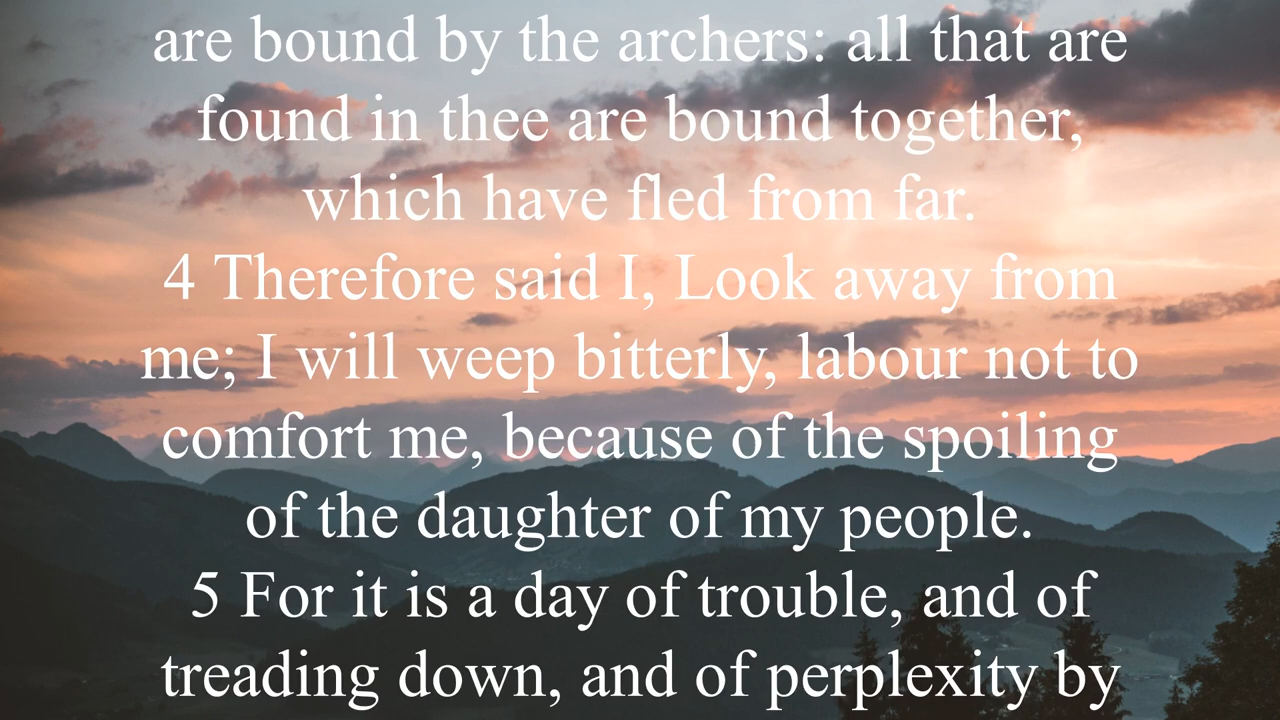 are bound by the archers: all that are
found in thee are bound together,
which have fled from far.
4 Therefore said I, Look away from
me; I will weep bitterly, labour not to
comfort me, because of the spoiling
of the daughter of my people.
5 For it is a day of trouble, and of
treading down, and of perplexity by